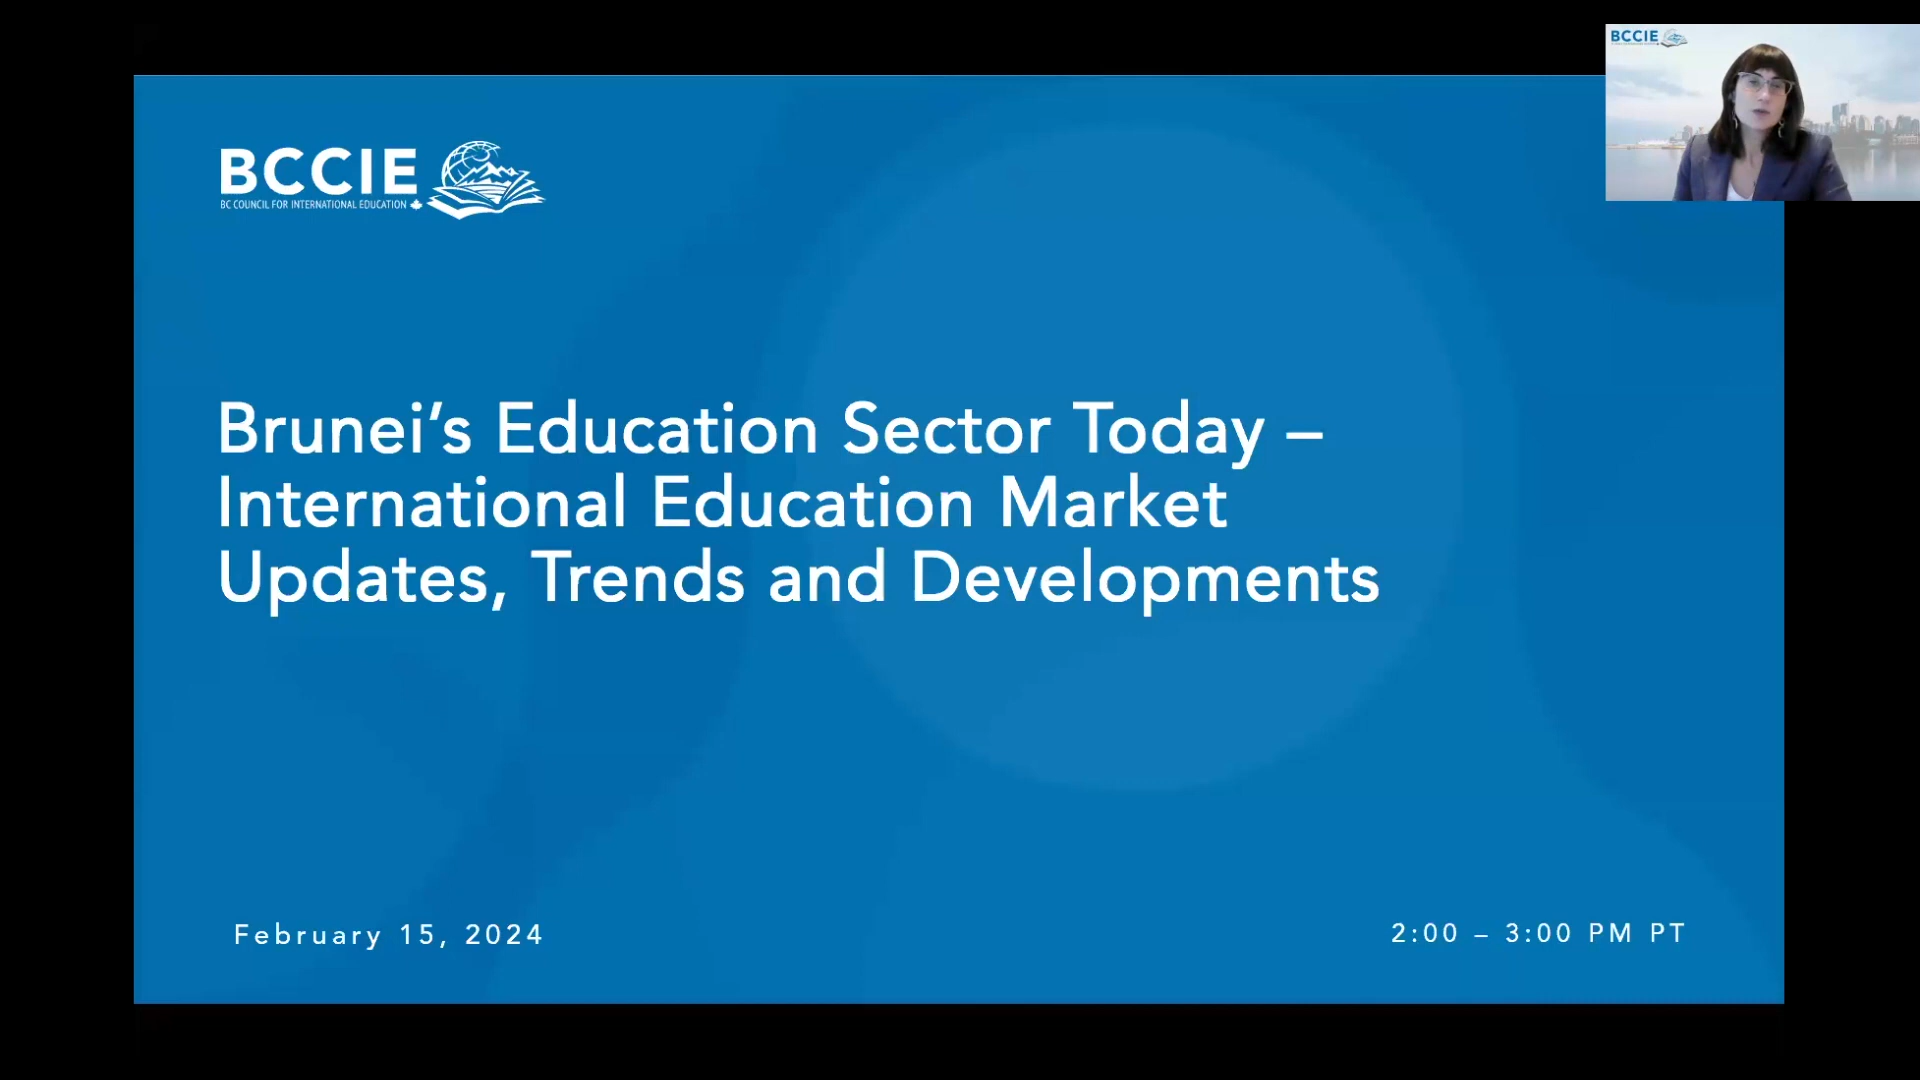 BCCIE
BCCIE
BC COUNCIL FOR INTERNATIONAL EDUCATION
Brunei’s Education Sector Today –
International Education Market
Updates, Trends and Developments
February 15, 2024
2:00 – 3:00 PM PT